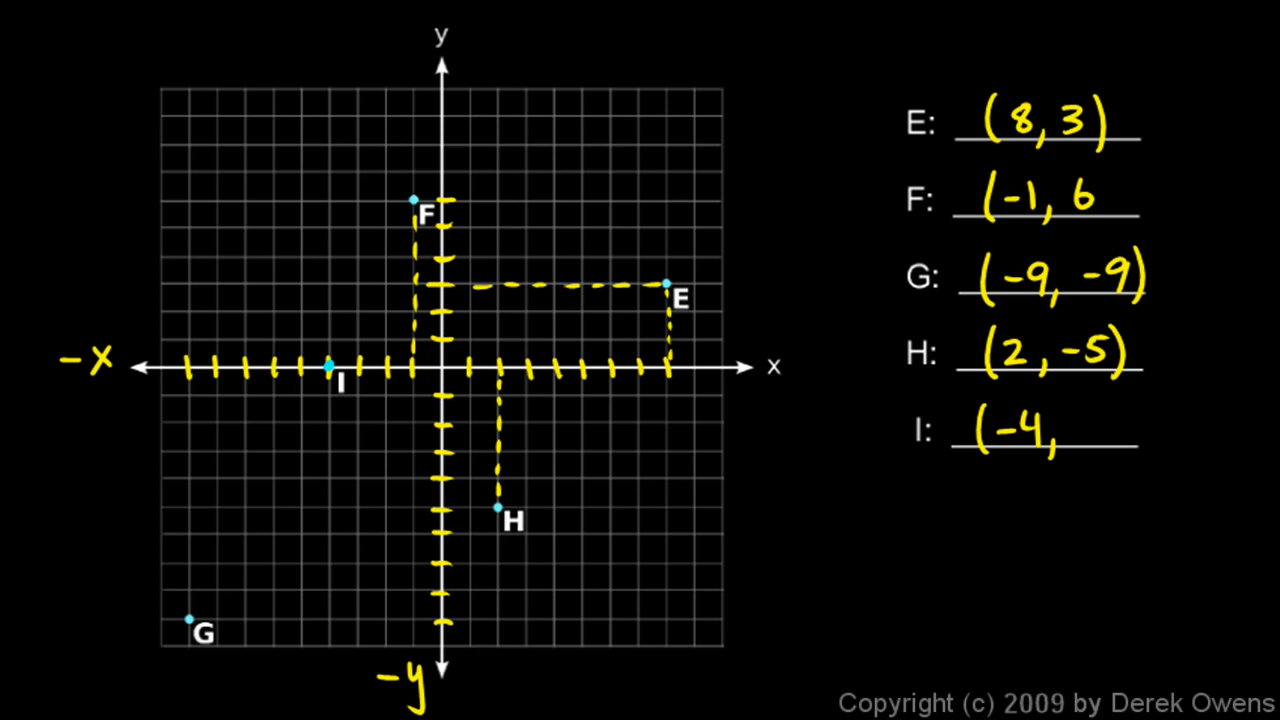 y
E: (8, 3)
F: (-1, 6
F
G: (-9, -9)
E
H: (2, -5)
-x
x
I
I: (-4,
H
G
-y
Copyright (c) 2009 by Derek Owens